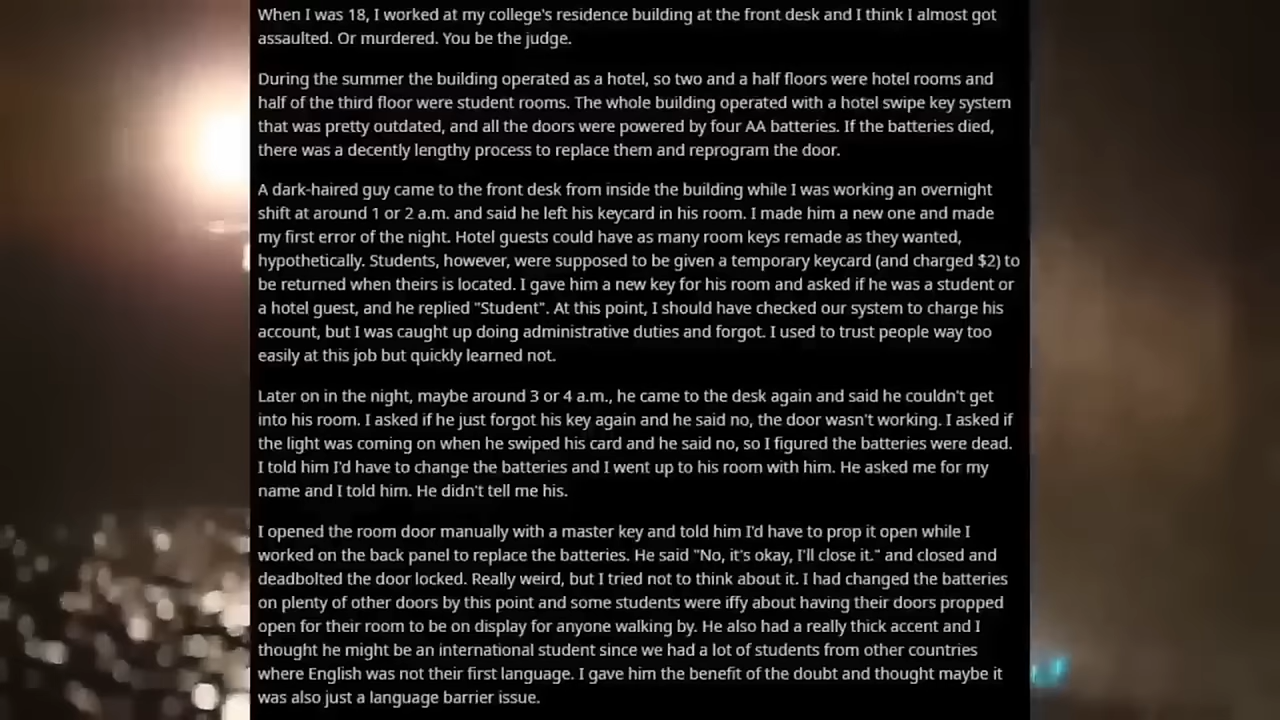 When I was 18, I worked at my college's residence building at the front desk and I think I almost got
assaulted. Or murdered. You be the judge.
During the summer the building operated as a hotel, so two and a half floors were hotel rooms and
half of the third floor were student rooms. The whole building operated with a hotel swipe key system
that was pretty outdated, and all the doors were powered by four AA batteries. If the batteries died,
there was a decently lengthy process to replace them and reprogram the door.
A dark-haired guy came to the front desk from inside the building while I was working an overnight
shift at around 1 or 2 a.m. and said he left his keycard in his room. I made him a new one and made
my first error of the night. Hotel guests could have as many room keys remade as they wanted,
hypothetically. Students, however, were supposed to be given a temporary keycard (and charged $2) to
be returned when theirs is located. I gave him a new key for his room and asked if he was a student or
a hotel guest, and he replied "Student". At this point, I should have checked our system to charge his
account, but I was caught up doing administrative duties and forgot. I used to trust people way too
easily at this job but quickly learned not.
Later on in the night, maybe around 3 or 4 a.m., he came to the desk again and said he couldn't get
into his room. I asked if he just forgot his key again and he said no, the door wasn't working. I asked if
the light was coming on when he swiped his card and he said no, so I figured the batteries were dead.
I told him I'd have to change the batteries and I went up to his room with him. He asked me for my
name and I told him. He didn't tell me his.
I opened the room door manually with a master key and told him I'd have to prop it open while I
worked on the back panel to replace the batteries. He said "No, it's okay, I'll close it." and closed and
deadbolted the door locked. Really weird, but I tried not to think about it. I had changed the batteries
on plenty of other doors by this point and some students were iffy about having their doors propped
open for their room to be on display for anyone walking by. He also had a really thick accent and I
thought he might be an international student since we had a lot of students from other countries
where English was not their first language. I gave him the benefit of the doubt and thought maybe it
was also just a language barrier issue.